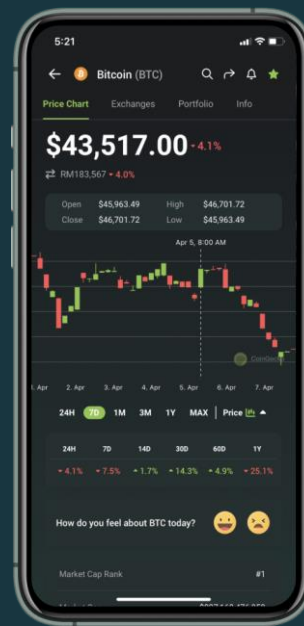 5:21
Bitcoin (BTC)
Price Chart Exchanges Portfolio Info
$43,517.00 4.1%
RM183,567 4.0%
Open $45,963.49 High $46,701.72
Close $46,701.72 Low $45,963.49
Apr 5, 8:00 AM
CoinGecko
1. Apr 2. Apr 3. Apr 4. Apr 5. Apr 6. Apr 7. Apr
24H 7D 1M 3M 1Y MAX | Price
24H 7D 14D 30D 60D 1Y
4.1% 7.5% 1.7% 14.3% 4.9% 25.1%
How do you feel about BTC today?
Market Cap Rank #1